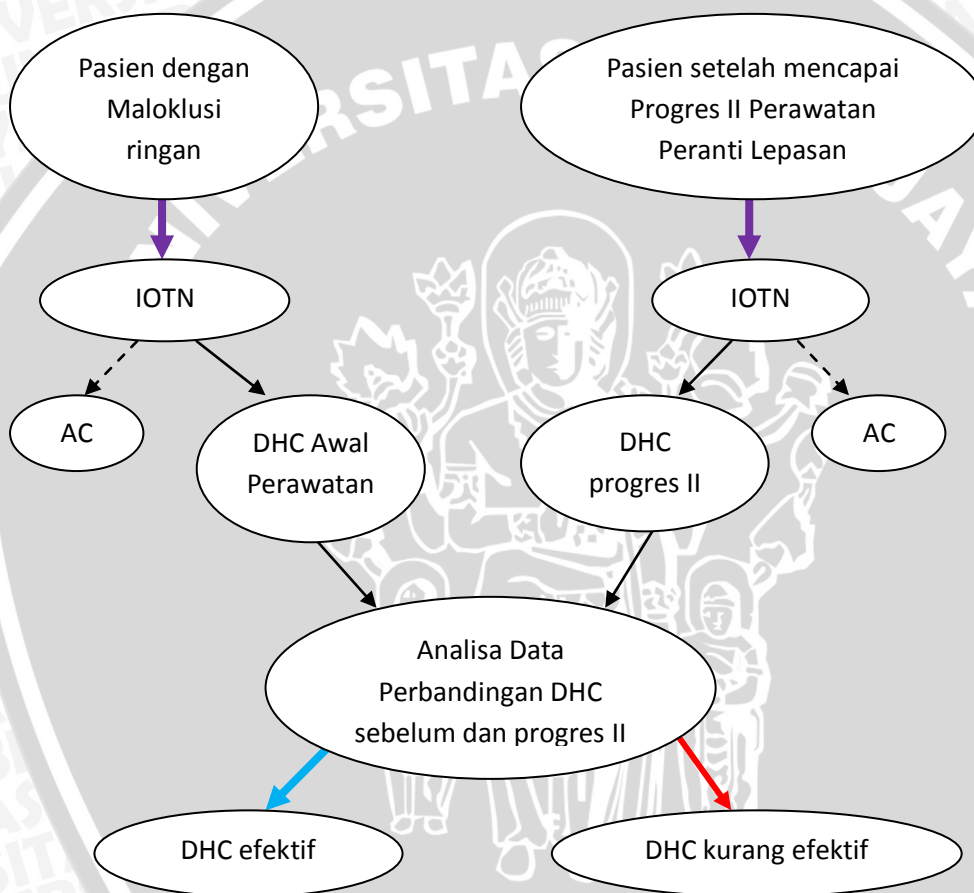 Pasien dengan
Maloklusi
ringan
Pasien setelah mencapai
Progres II Perawatan
Peranti Lepasan
IOTN
IOTN
AC
DHC Awal
Perawatan
DHC
progres II
AC
Analisa Data
Perbandingan DHC
sebelum dan progres II
DHC efektif
DHC kurang efektif